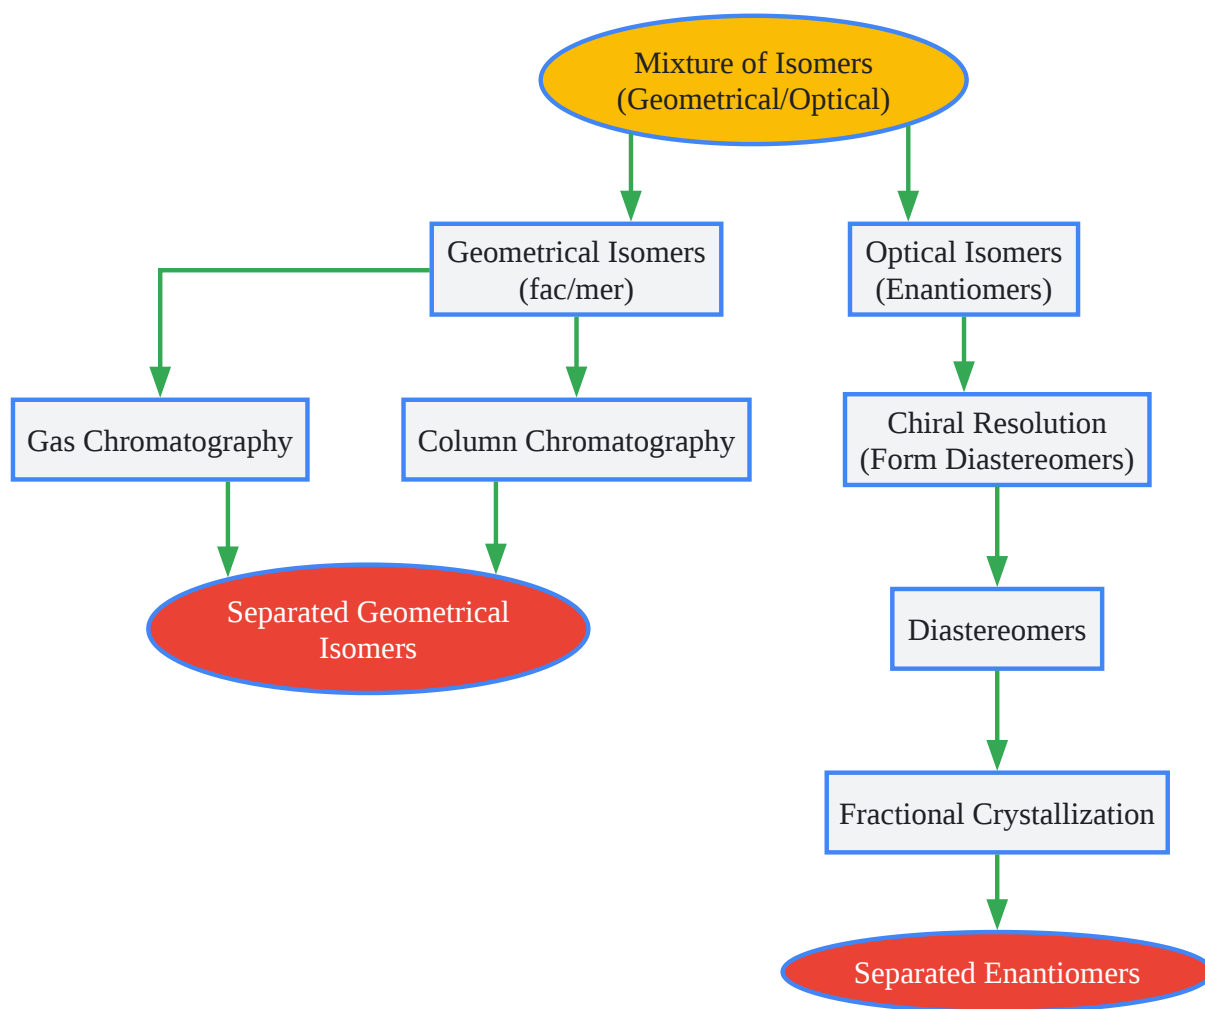 Mixture of Isomers
(Geometrical/Optical)
Geometrical Isomers
(fac/mer)
Optical Isomers
(Enantiomers)
Gas Chromatography
Column Chromatography
Chiral Resolution
(Form Diastereomers)
Separated Geometrical
Isomers
Diastereomers
Fractional Crystallization
Separated Enantiomers